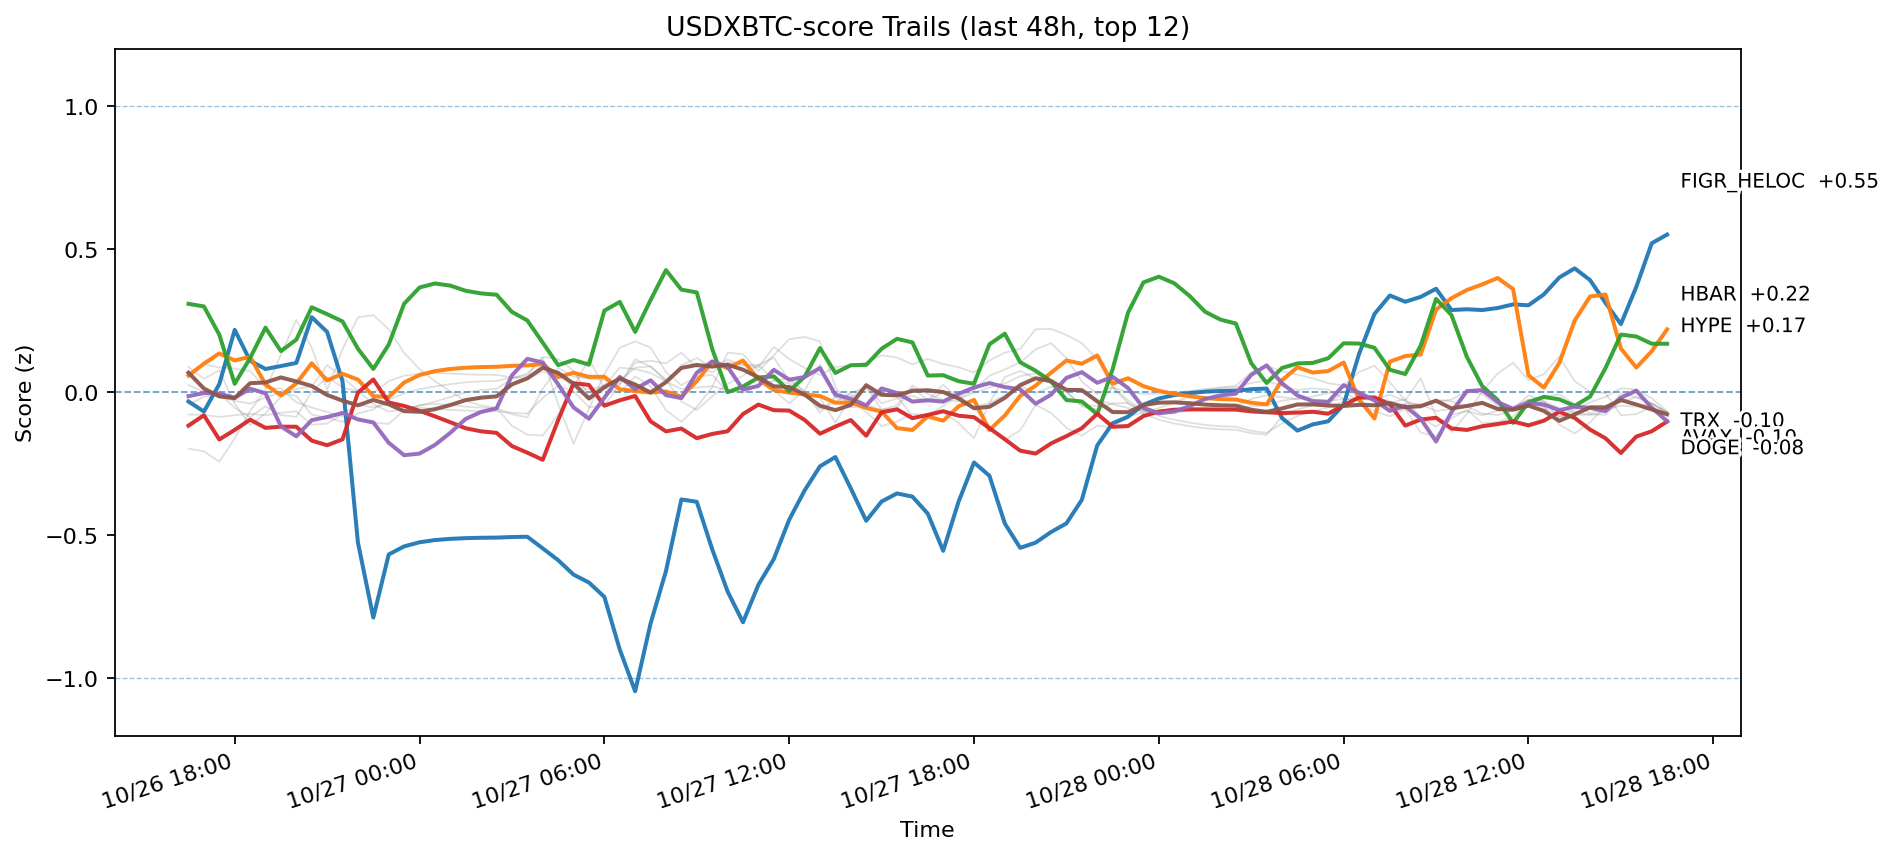 USDXBTC-score Trails (last 48h, top 12)
Score (z)
1.0
0.5
0.0
−0.5
−1.0
FIGR_HELOC +0.55
HBAR +0.22
HYPE +0.17
TRX -0.10
AVAX -0.10
DOGE -0.08
10/26 18:00
10/27 00:00
10/27 06:00
10/27 12:00
10/27 18:00
10/28 00:00
10/28 06:00
10/28 12:00
10/28 18:00
Time